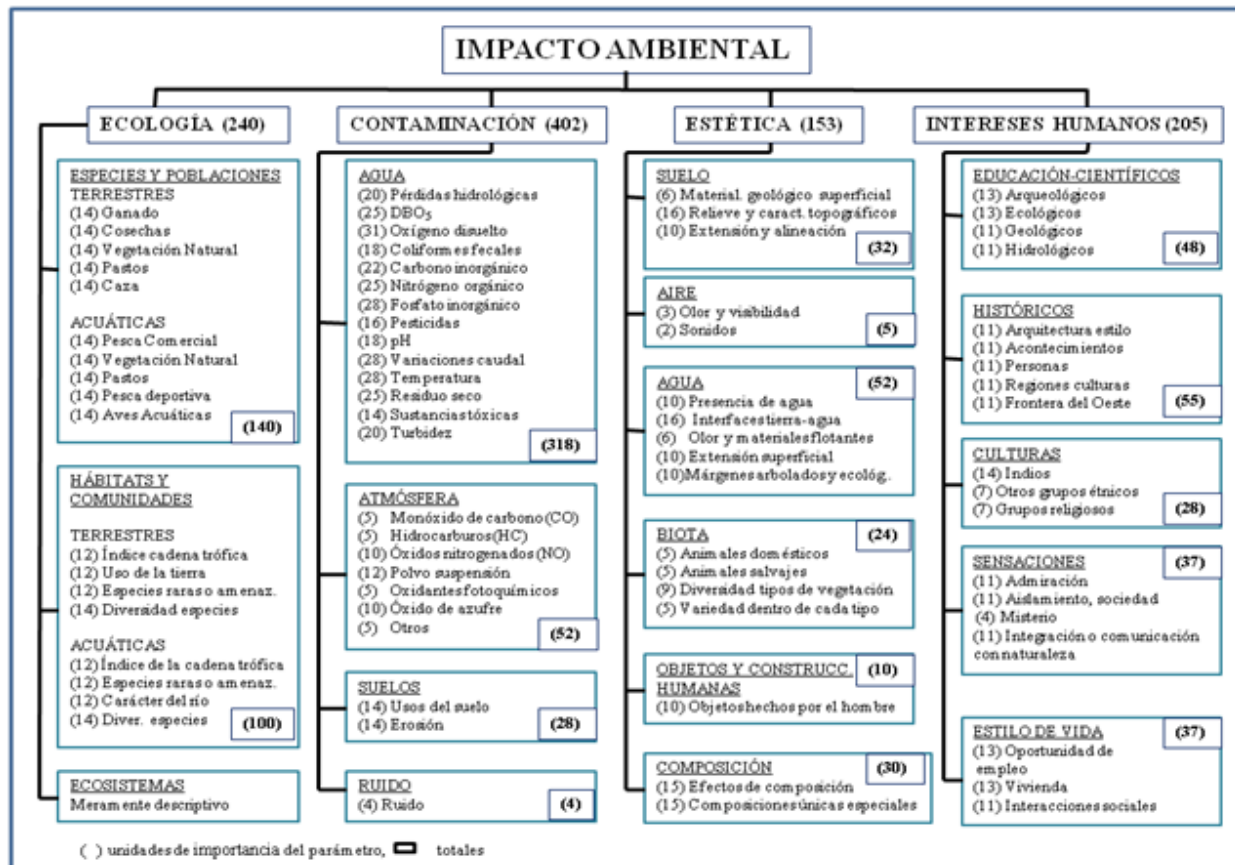 IMPACTO AMBIENTAL
ECOLOGÍA (240)
ESPECIES Y POBLACIONES
TERRESTRES
(14) Ganado
(14) Cosechas
(14) Vegetación Natural
(14) Pastos
(14) Caza
ACUÁTICAS
(14) Pesca Comercial
(14) Vegetación Natural
(14) Pastos
(14) Pesca deportiva
(14) Aves Acuáticas
(140)
HÁBITATS Y
COMUNIDADES
TERRESTRES
(12) Índice cadena trófica
(12) Uso de la tierra
(12) Especies raras o amenaz.
(14) Diversidad especies
ACUÁTICAS
(12) Índice de la cadena trófica
(12) Especies raras o amenaz.
(12) Carácter del río
(14) Diver. especies
(100)
ECOSISTEMAS
Meramente descriptivo
CONTAMINACIÓN (402)
AGUA
(20) Pérdidas hidrológicas
(25) DBO5
(31) Oxígeno disuelto
(18) Coliformes fecales
(22) Carbono inorgánico
(25) Nitrógeno orgánico
(28) Fosfato inorgánico
(16) Pesticidas
(18) pH
(28) Variaciones caudal
(28) Temperatura
(25) Residuo seco
(14) Sustancias tóxicas
(20) Turbidez
(318)
ATMÓSFERA
(5) Monóxido de carbono (CO)
(5) Hidrocarburos (HC)
(10) Óxidos nitrogenados (NO)
(12) Polvo suspensión
(5) Oxidantes fotoquímicos
(10) Óxido de azufre
(5) Otros
(52)
SUELOS
(14) Usos del suelo
(14) Erosión
(28)
RUIDO
(4) Ruido
(4)
ESTÉTICA (153)
SUELO
(6) Material. geológico superficial
(16) Relieve y caract. topográficos
(10) Extensión y alineación
(32)
AIRE
(3) Olor y visibilidad
(2) Sonidos
(5)
AGUA
(52)
(10) Presencia de agua
(16) Interfaces tierra-agua
(6) Olor y materiales flotantes
(10) Extensión superficial
(10) Márgenes arbolados y ecológ..
BIOTA
(24)
(5) Animales domésticos
(5) Animales salvajes
(9) Diversidad tipos de vegetación
(5) Variedad dentro de cada tipo
OBJETOS Y CONSTRUCC.
HUMANAS
(10)
(10) Objetos hechos por el hombre
COMPOSICIÓN
(30)
(15) Efectos de composición
(15) Composiciones únicas especiales
INTERESES HUMANOS (205)
EDUCACIÓN-CIENTÍFICOS
(13) Arqueológicos
(13) Ecológicos
(11) Geológicos
(11) Hidrológicos
(48)
HISTÓRICOS
(11) Arquitectura estilo
(11) Acontecimientos
(11) Personas
(11) Regiones culturas
(11) Frontera del Oeste
(55)
CULTURAS
(14) Indios
(7) Otros grupos étnicos
(7) Grupos religiosos
(28)
SENSACIONES
(37)
(11) Admiración
(11) Aislamiento, sociedad
(4) Misterio
(11) Integración o comunicación
con naturaleza
ESTILO DE VIDA
(37)
(13) Oportunidad de
empleo
(13) Vivienda
(11) Interacciones sociales
( ) unidades de importancia del parámetro, totales